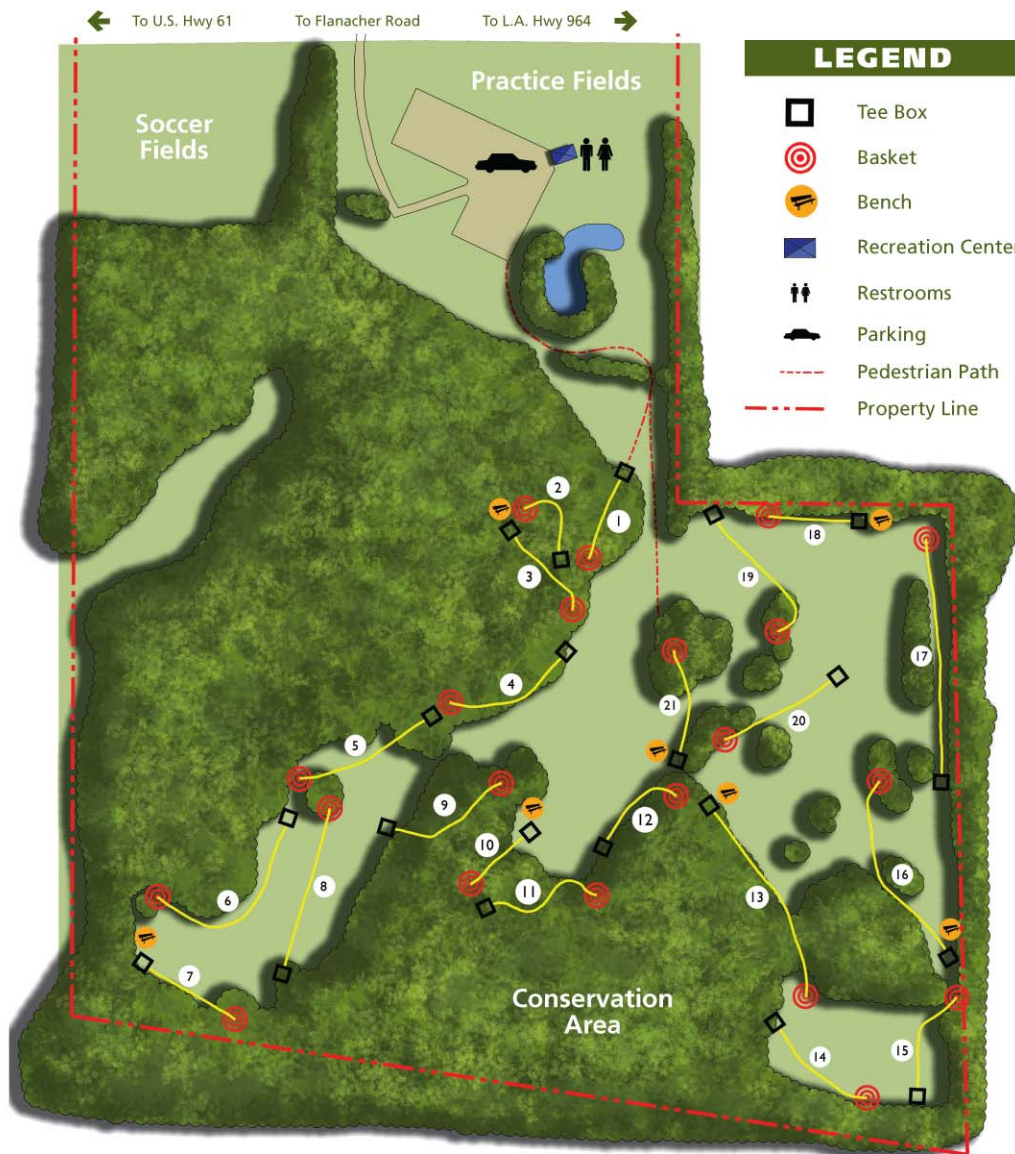 To U.S. Hwy 61
To Flanacher Road
To L.A. Hwy 964
LEGEND
Tee Box
Basket
Bench
Recreation Center
Restrooms
Parking
Pedestrian Path
Property Line
Practice Fields
Soccer
Fields
2
1
3
18
19
4
17
21
20
5
9
12
10
8
11
6
13
16
7
Conservation
Area
14
15